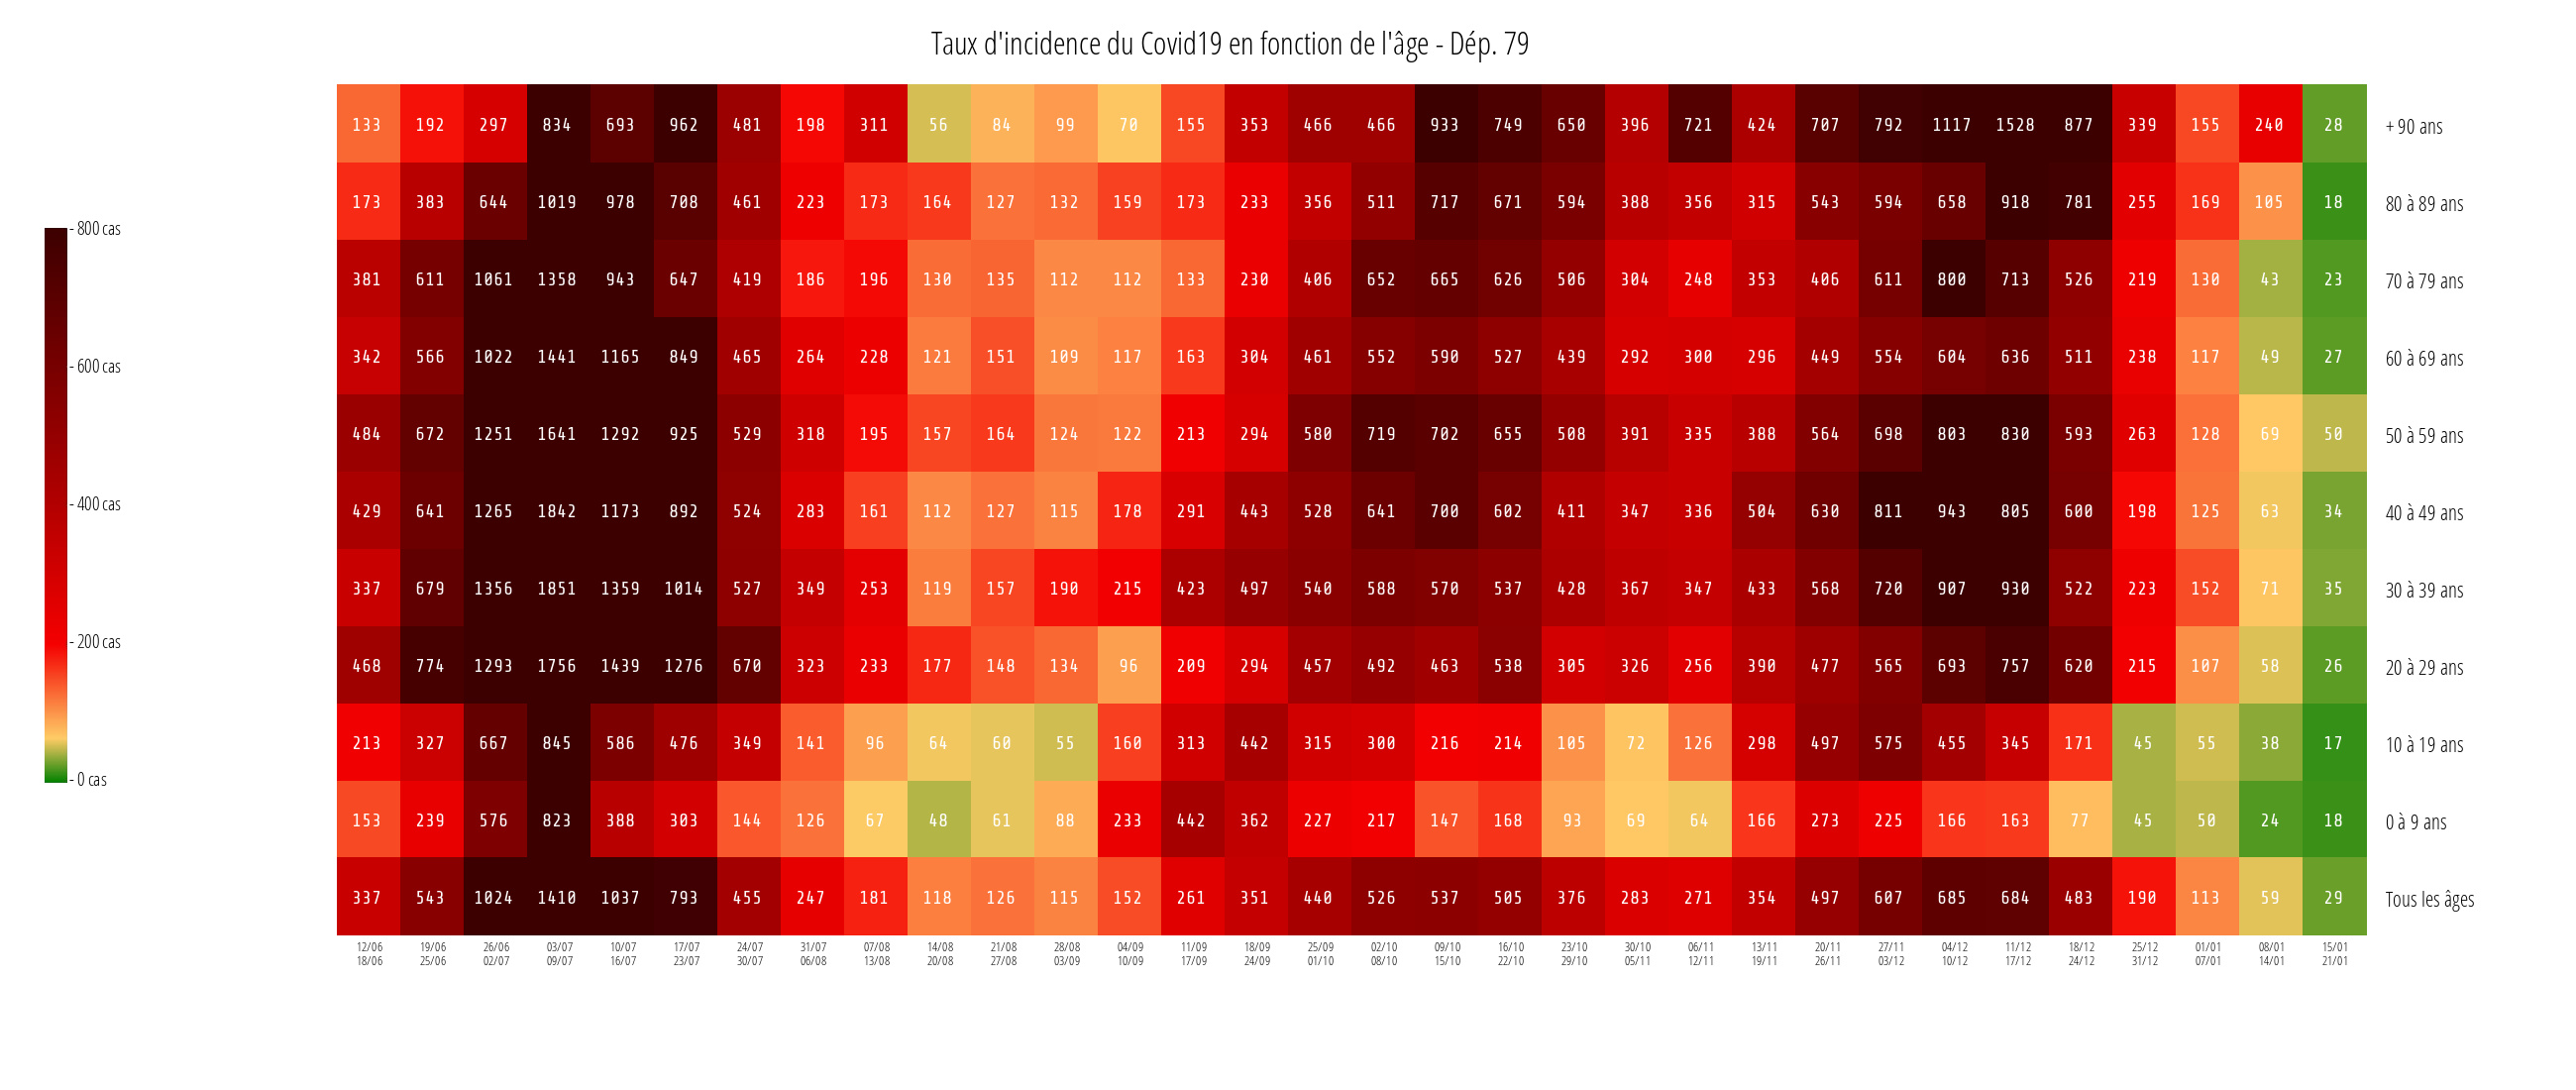 Taux d'incidence du Covid19 en fonction de l'âge - Dép. 79
- 800 cas
- 600 cas
- 400 cas
- 200 cas
- 0 cas
133 192 297 834 693 962 481 198 311 56 84 99 70 155 353 466 466 933 749 650 396 721 424 707 792 1117 1528 877 339 155 240 28 + 90 ans
173 383 644 1019 978 708 461 223 173 164 127 132 159 173 233 356 511 717 671 594 388 356 315 543 594 658 918 781 255 169 105 18 80 à 89 ans
381 611 1061 1358 943 647 419 186 196 130 135 112 112 133 230 406 652 665 626 506 304 248 353 406 611 800 713 526 219 130 43 23 70 à 79 ans
342 566 1022 1441 1165 849 465 264 228 121 151 109 117 163 304 461 552 590 527 439 292 300 296 449 554 604 636 511 238 117 49 27 60 à 69 ans
484 672 1251 1641 1292 925 529 318 195 157 164 124 122 213 294 580 719 702 655 508 391 335 388 564 698 803 830 593 263 128 69 50 50 à 59 ans
429 641 1265 1842 1173 892 524 283 161 112 127 115 178 291 443 528 641 700 602 411 347 336 504 630 811 943 805 600 198 125 63 34 40 à 49 ans
337 679 1356 1851 1359 1014 527 349 253 119 157 190 215 423 497 540 588 570 537 428 367 347 433 568 720 907 930 522 223 152 71 35 30 à 39 ans
468 774 1293 1756 1439 1276 670 323 233 177 148 134 96 209 294 457 492 463 538 305 326 256 390 477 565 693 757 620 215 107 58 26 20 à 29 ans
213 327 667 845 586 476 349 141 96 64 60 55 160 313 442 315 300 216 214 105 72 126 298 497 575 455 345 171 45 55 38 17 10 à 19 ans
153 239 576 823 388 303 144 126 67 48 61 88 233 442 362 227 217 147 168 93 69 64 166 273 225 166 163 77 45 50 24 18 0 à 9 ans
337 543 1024 1410 1037 793 455 247 181 118 126 115 152 261 351 440 526 537 505 376 283 271 354 497 607 685 684 483 190 113 59 29 Tous les âges
12/06 19/06 26/06 03/07 10/07 17/07 24/07 31/07 07/08 14/08 21/08 28/08 04/09 11/09 18/09 25/09 02/10 09/10 16/10 23/10 30/10 06/11 13/11 20/11 27/11 04/12 11/12 18/12 25/12 01/01 08/01 15/01
18/06 25/06 02/07 09/07 16/07 23/07 30/07 06/08 13/08 20/08 27/08 03/09 10/09 17/09 24/09 01/10 08/10 15/10 22/10 29/10 05/11 12/11 19/11 26/11 03/12 10/12 17/12 24/12 31/12 07/01 14/01 21/01